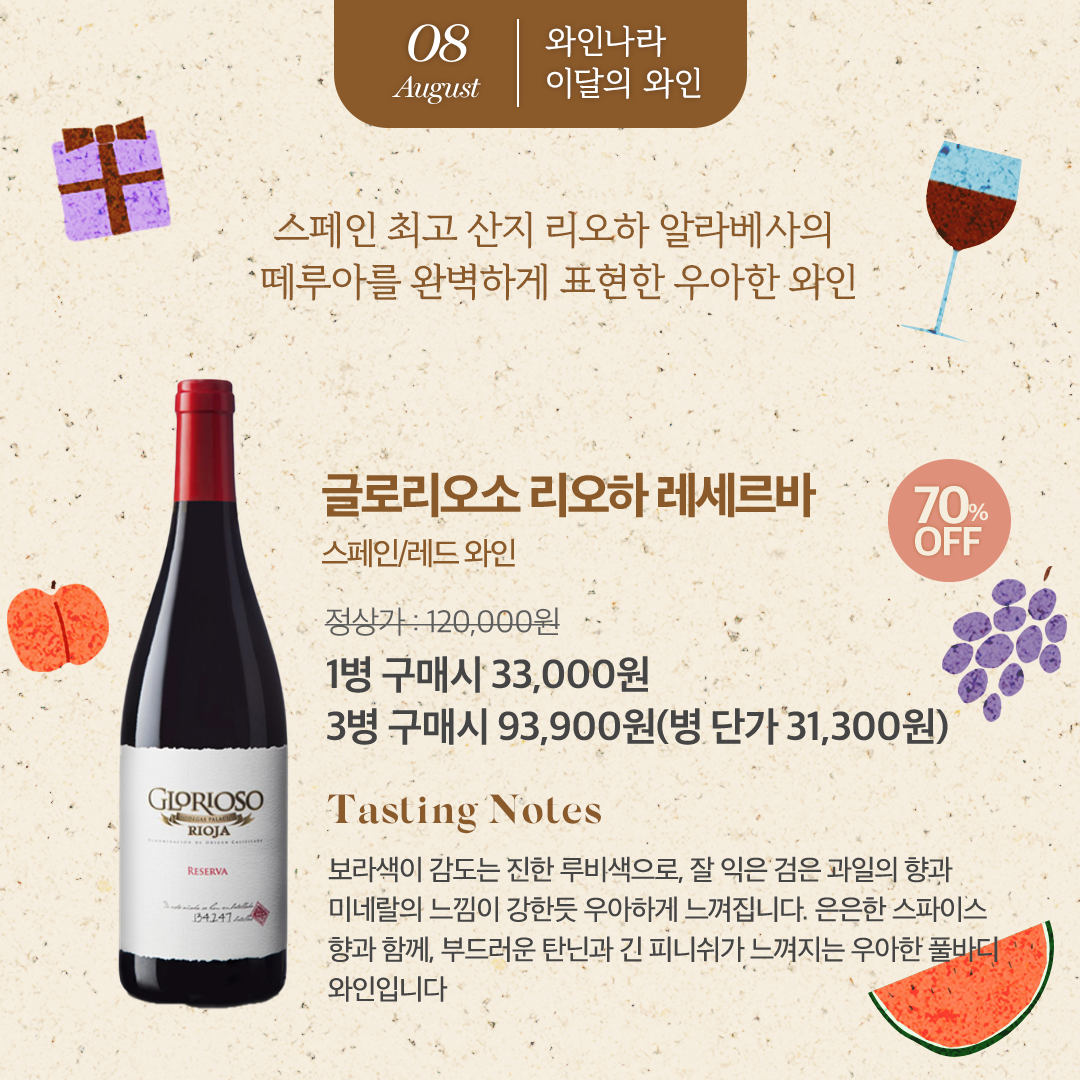 08
August
와인나라
이달의 와인
스페인 최고 산지 리오하 알라베사의
떼루아를 완벽하게 표현한 우아한 와인
글로리오소 리오하 레세르바
스페인/레드 와인
70%
OFF
정상가 : 120,000원
1병 구매시 33,000원
3병 구매시 93,900원(병 단가 31,300원)
Tasting Notes
보라색이 감도는 진한 루비색으로, 잘 익은 검은 과일의 향과
미네랄의 느낌이 강한듯 우아하게 느껴집니다. 은은한 스파이스
향과 함께, 부드러운 탄닌과 긴 피니쉬가 느껴지는 우아한 풀바디
와인입니다
GLORIOSO
BODEGAS PALACIO
RIOJA
DENOMINACION DE ORIGEN CALIFICADA
RESERVA
134.247 botellas